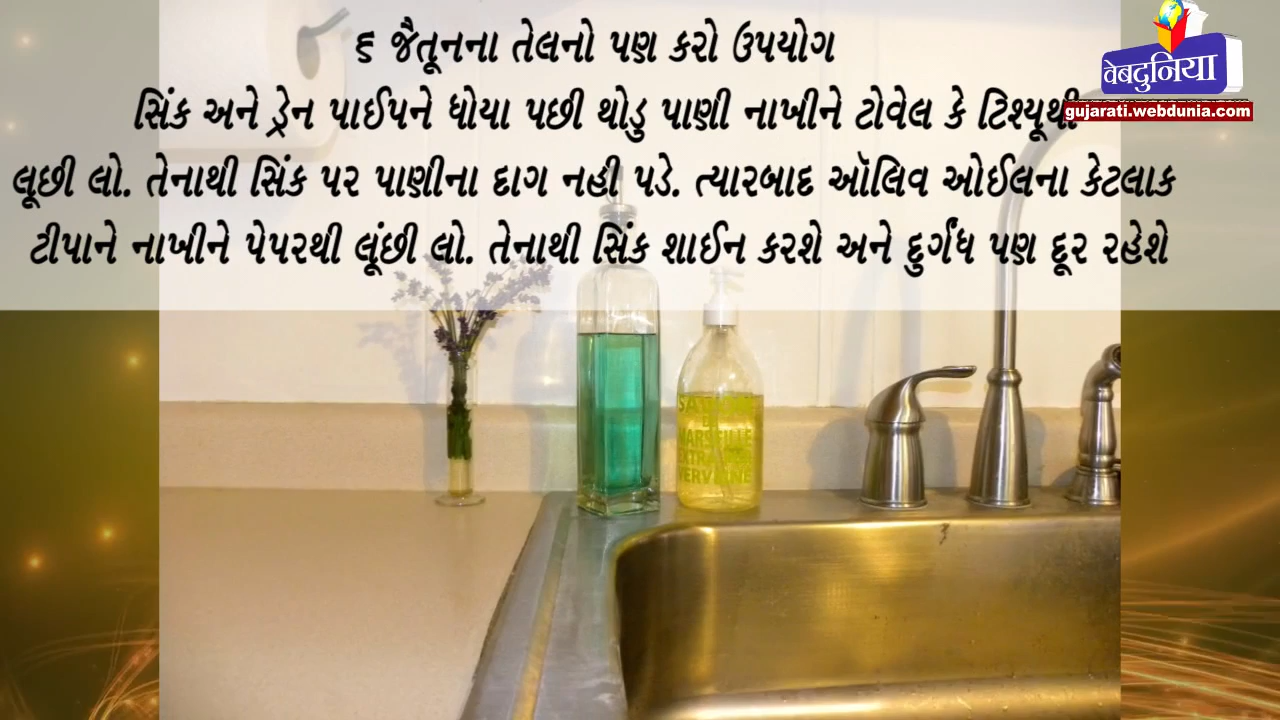 ૬ જૈતૂનના તેલનો પણ કરો ઉપયોગ
સિંક અને ડ્રેન પાઈપને ધોયા પછી થોડુ પાણી નાખીને ટોવેલ કે ટિશ્યૂથી
લૂછી લો. તેનાથી સિંક પર પાણીના દાગ નહી પડે. ત્યારબાદ ઑલિવ ઓઈલના કેટલાક
ટીપાને નાખીને પેપરથી લૂંછી લો. તેનાથી સિંક શાઈન કરશે અને દુર્ગંધ પણ દૂર રહેશે
वेबदुनिया
gujarati.webdunia.com
MARSEILLE